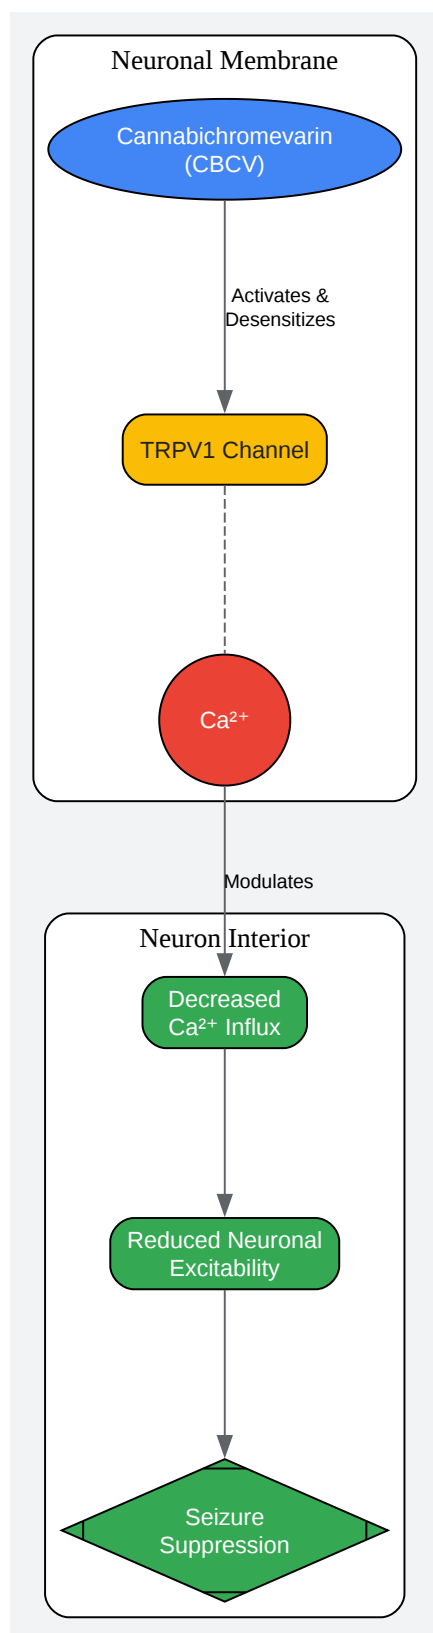 Neuronal Membrane
Cannabichromevarin
(CBCV)
Activates &
Desensitizes
TRPV1 Channel
Ca²⁺
Modulates
Neuron Interior
Decreased
Ca²⁺ Influx
Reduced Neuronal
Excitability
Seizure
Suppression